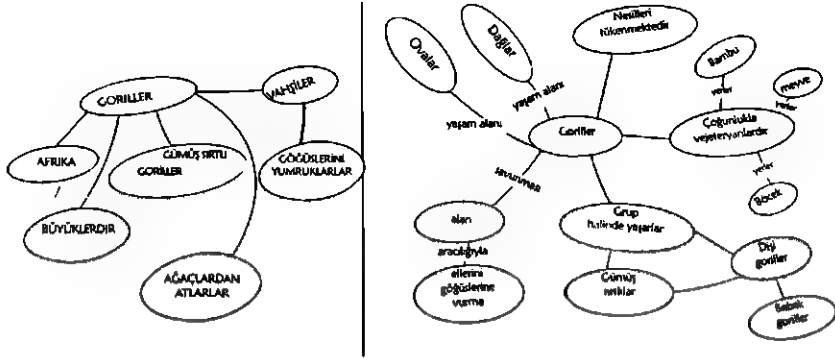 GORİLLER
VAHŞİLER
AFRİKA
GÜMÜŞ SIRTLI
GORİLLER
GÖĞÜSLERİNİ
YUMRUKLARLAR
BÜYÜKLERDİR
AĞAÇLARDAN
ATLARLAR
Ovalar
Dağlar
Nesilleri
tükenmektedir
Bambu
meyve
yerler
yerler
yaşam alanı
yaşam alanı
Goriller
Çoğunlukla
vejeteryanlardır
savunması
yerler
Böcek
alan
Grup
halinde yaşarlar
aracılığıyla
ellerini
göğüslerine
vurma
Gümüş
Dişi
goriller
Bebek
goriller